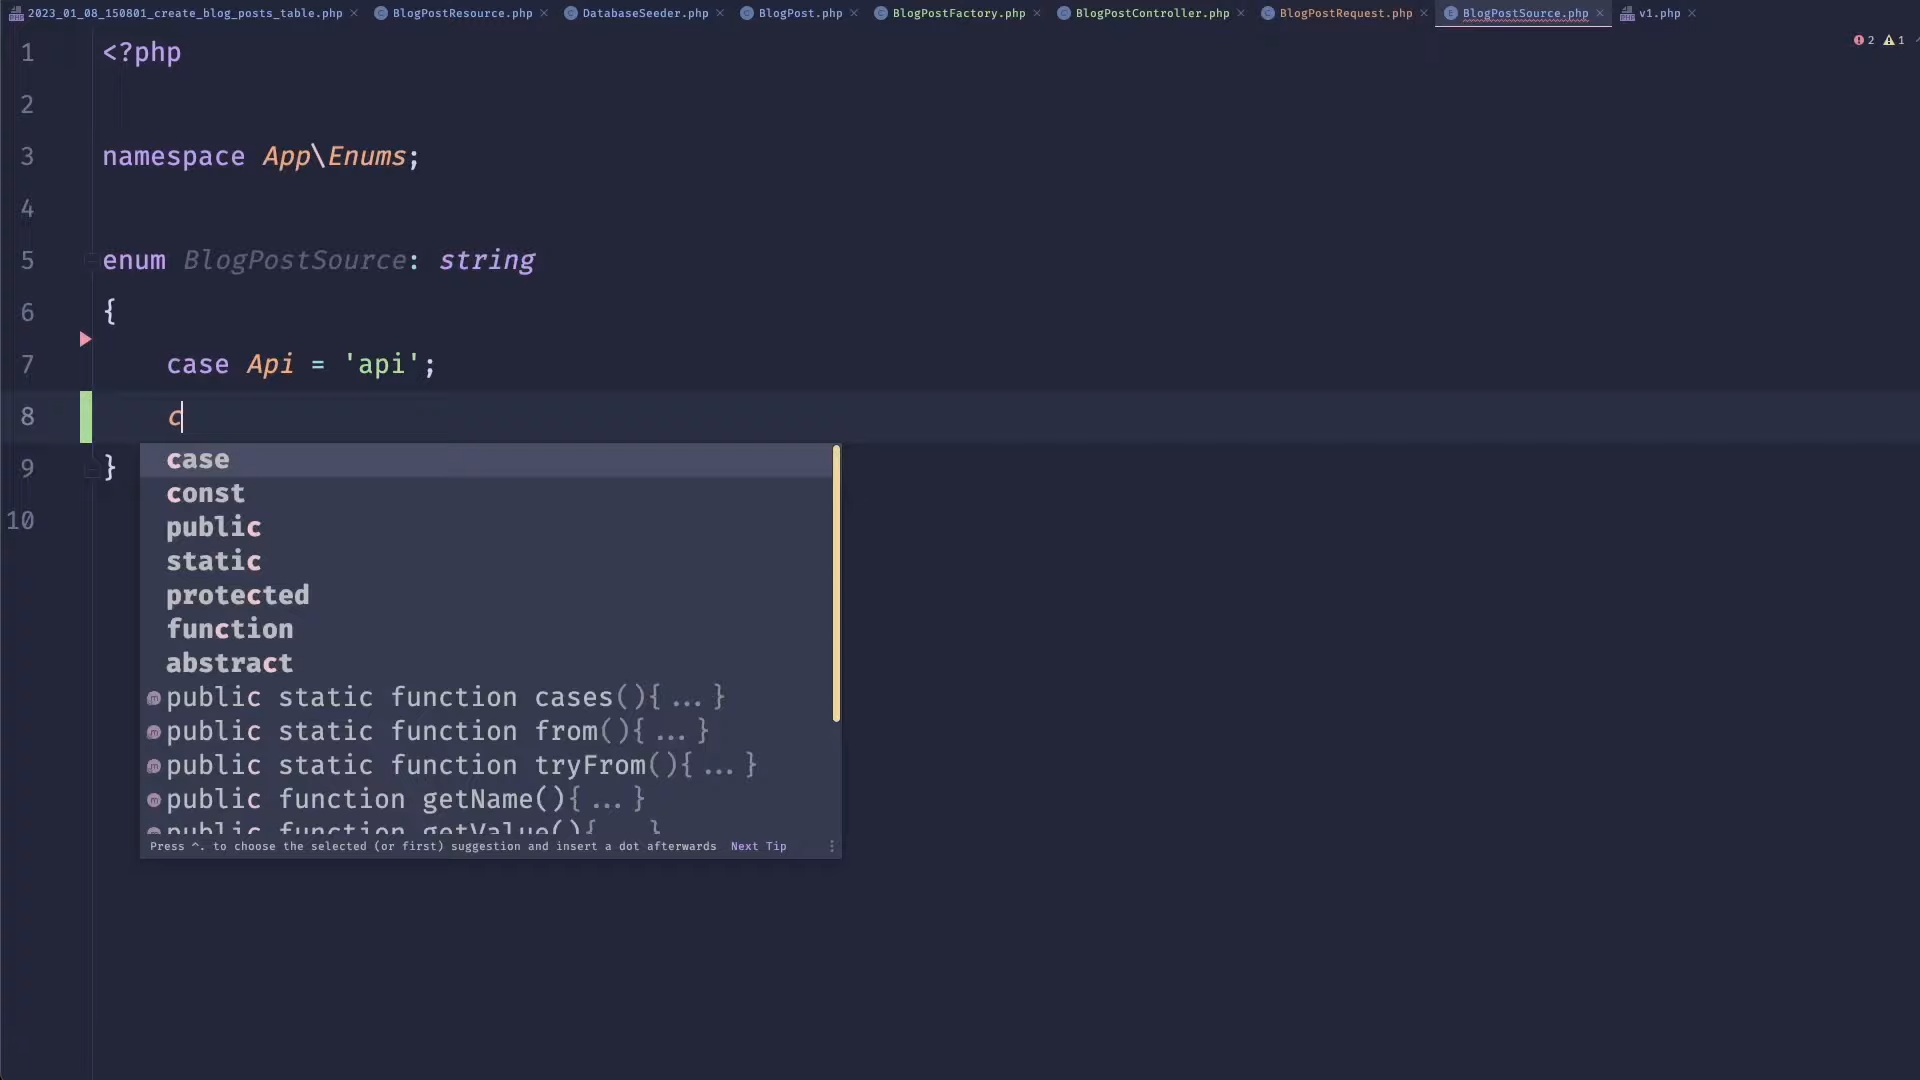 2023_01_08_150801_create_blog_posts_table.php × BlogPostResource.php × DatabaseSeeder.php × BlogPost.php × BlogPostFactory.php × BlogPostController.php × BlogPostRequest.php × BlogPostSource.php × v1.php ×
2 1
1 <?php
2
3 namespace App\Enums;
4
5 enum BlogPostSource: string
6 {
7 case Api = 'api';
8 c
9 }
10
case
const
public
static
protected
function
abstract
public static function cases(){ ... }
public static function from(){ ... }
public static function tryFrom(){ ... }
public function getName(){ ... }
public function getValue(){ ... }
Press ^. to choose the selected (or first) suggestion and insert a dot afterwards Next Tip